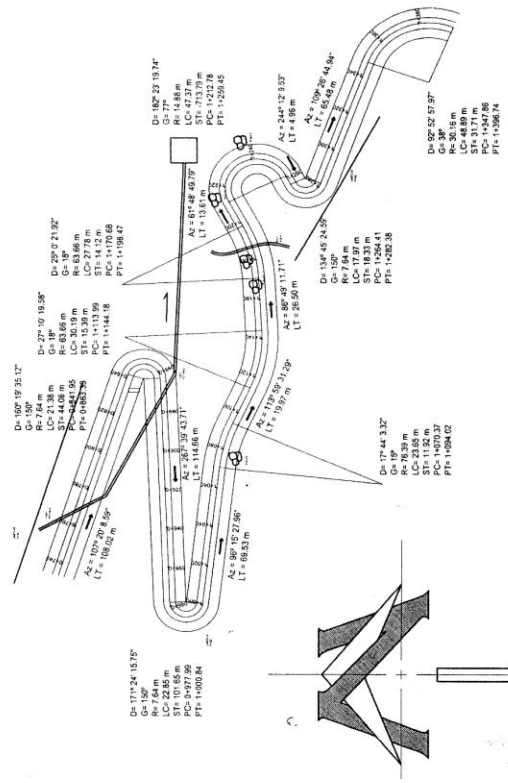 D= 182° 23' 19.74"
G= 77°
R= 14.88 m
LC= 47.37 m
ST= -713.79 m
PC= 1+212.78
PT= 1+259.45
D= 25° 0' 21.92"
G= 18°
R= 63.66 m
LC= 27.78 m
ST= 14.12 m
PC= 1+170.68
PT= 1+198.47
D= 27° 10' 19.58"
G= 18°
R= 63.66 m
LC= 30.19 m
ST= 15.39 m
PC= 1+113.99
PT= 1+144.18
D= 160° 19' 35.12"
G= 150°
R= 7.64 m
LC= 21.38 m
ST= 44.06 m
PC= 0+841.95
PT= 0+863.33
Az = 107° 20' 8.59"
LT = 108.02 m
Az = 267° 39' 43.71"
LT = 114.66 m
Az = 96° 15' 27.96"
LT = 69.53 m
Az = 113° 59' 31.29"
LT = 19.97 m
Az = 86° 49' 11.71"
LT = 26.50 m
Az = 61° 48' 49.79"
LT = 13.61 m
Az = 244° 12' 9.53"
LT = 4.96 m
Az = 109° 26' 44.94"
LT = 65.48 m
D= 171° 24' 15.75"
G= 150°
R= 7.64 m
LC= 22.85 m
ST= 101.65 m
PC= 0+977.99
PT= 1+000.84
D= 17° 44' 3.32"
G= 15°
R= 76.39 m
LC= 23.65 m
ST= 11.92 m
PC= 1+070.37
PT= 1+094.02
D= 134° 45' 24.59"
G= 150°
R= 7.64 m
LC= 17.97 m
ST= 18.33 m
PC= 1+264.41
PT= 1+282.38
D= 92° 52' 57.97"
G= 38°
R= 30.16 m
LC= 48.89 m
ST= 31.71 m
PC= 1+347.86
PT= 1+396.74